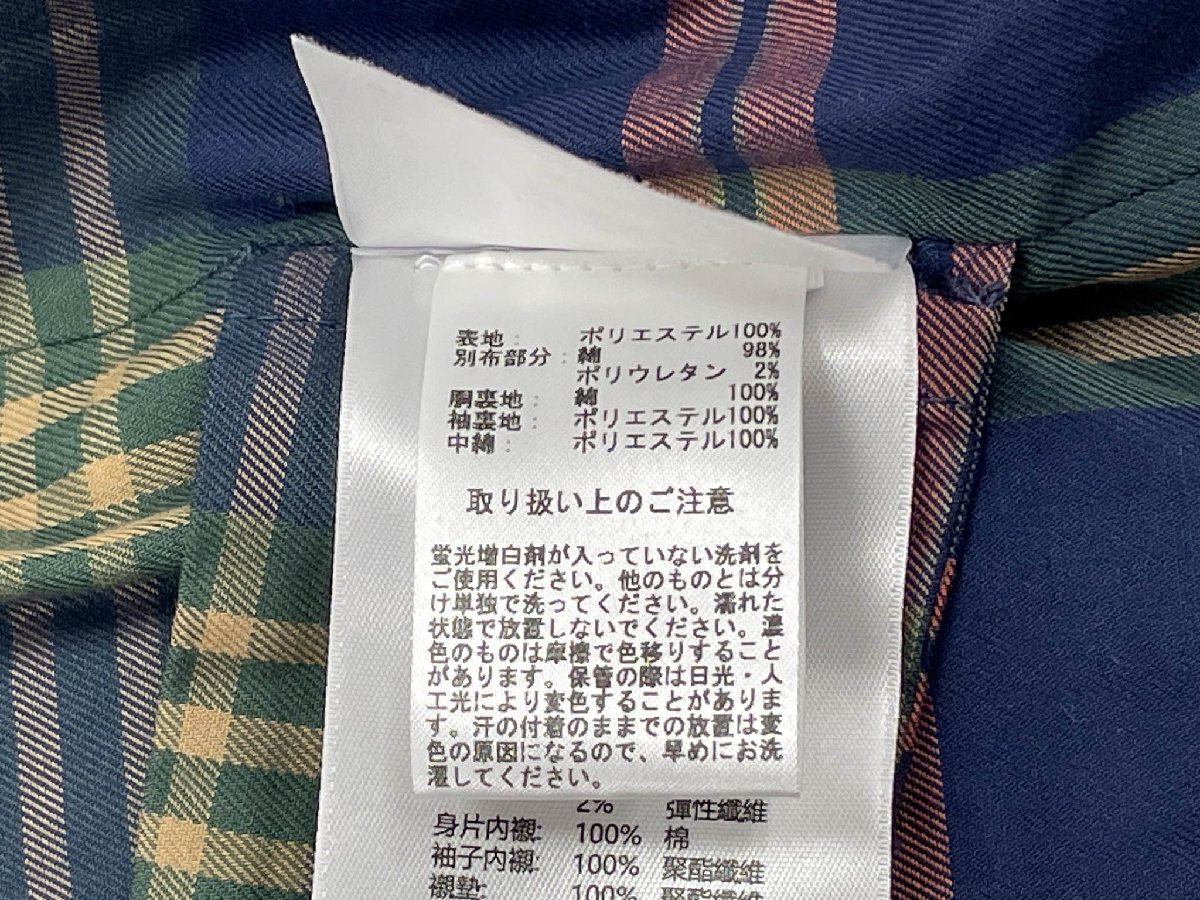 表地： ポリエステル100%
別布部分：綿 98%
ポリウレタン 2%
胴裏地： 綿 100%
袖裏地： ポリエステル100%
中綿： ポリエステル100%
取り扱い上のご注意
蛍光増白剤が入っていない洗剤を
ご使用ください。他のものとは分
け単独で洗ってください。濡れた
状態で放置しないでください。濃
色のものは摩擦で色移りすること
があります。保管の際は日光・人
工光により変色することがありま
す。汗の付着のままでの放置は変
色の原因になるので、早めにお洗
濯してください。
2% 彈性纖維
身片内襯: 100% 棉
袖子内襯: 100% 聚酯纖維
襯墊: 100% 聚酯纖維